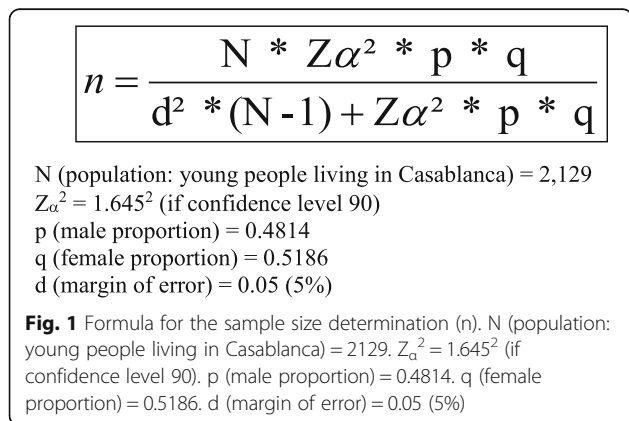 n = N * Zα² * p * q / d² *(N-1) + Zα² * p * q
N (population: young people living in Casablanca) = 2,129
Zα² = 1.645² (if confidence level 90)
p (male proportion) = 0.4814
q (female proportion) = 0.5186
d (margin of error) = 0.05 (5%)
Fig. 1 Formula for the sample size determination (n). N (population:
young people living in Casablanca) = 2129. Zα² = 1.645² (if
confidence level 90). p (male proportion) = 0.4814. q (female
proportion) = 0.5186. d (margin of error) = 0.05 (5%)